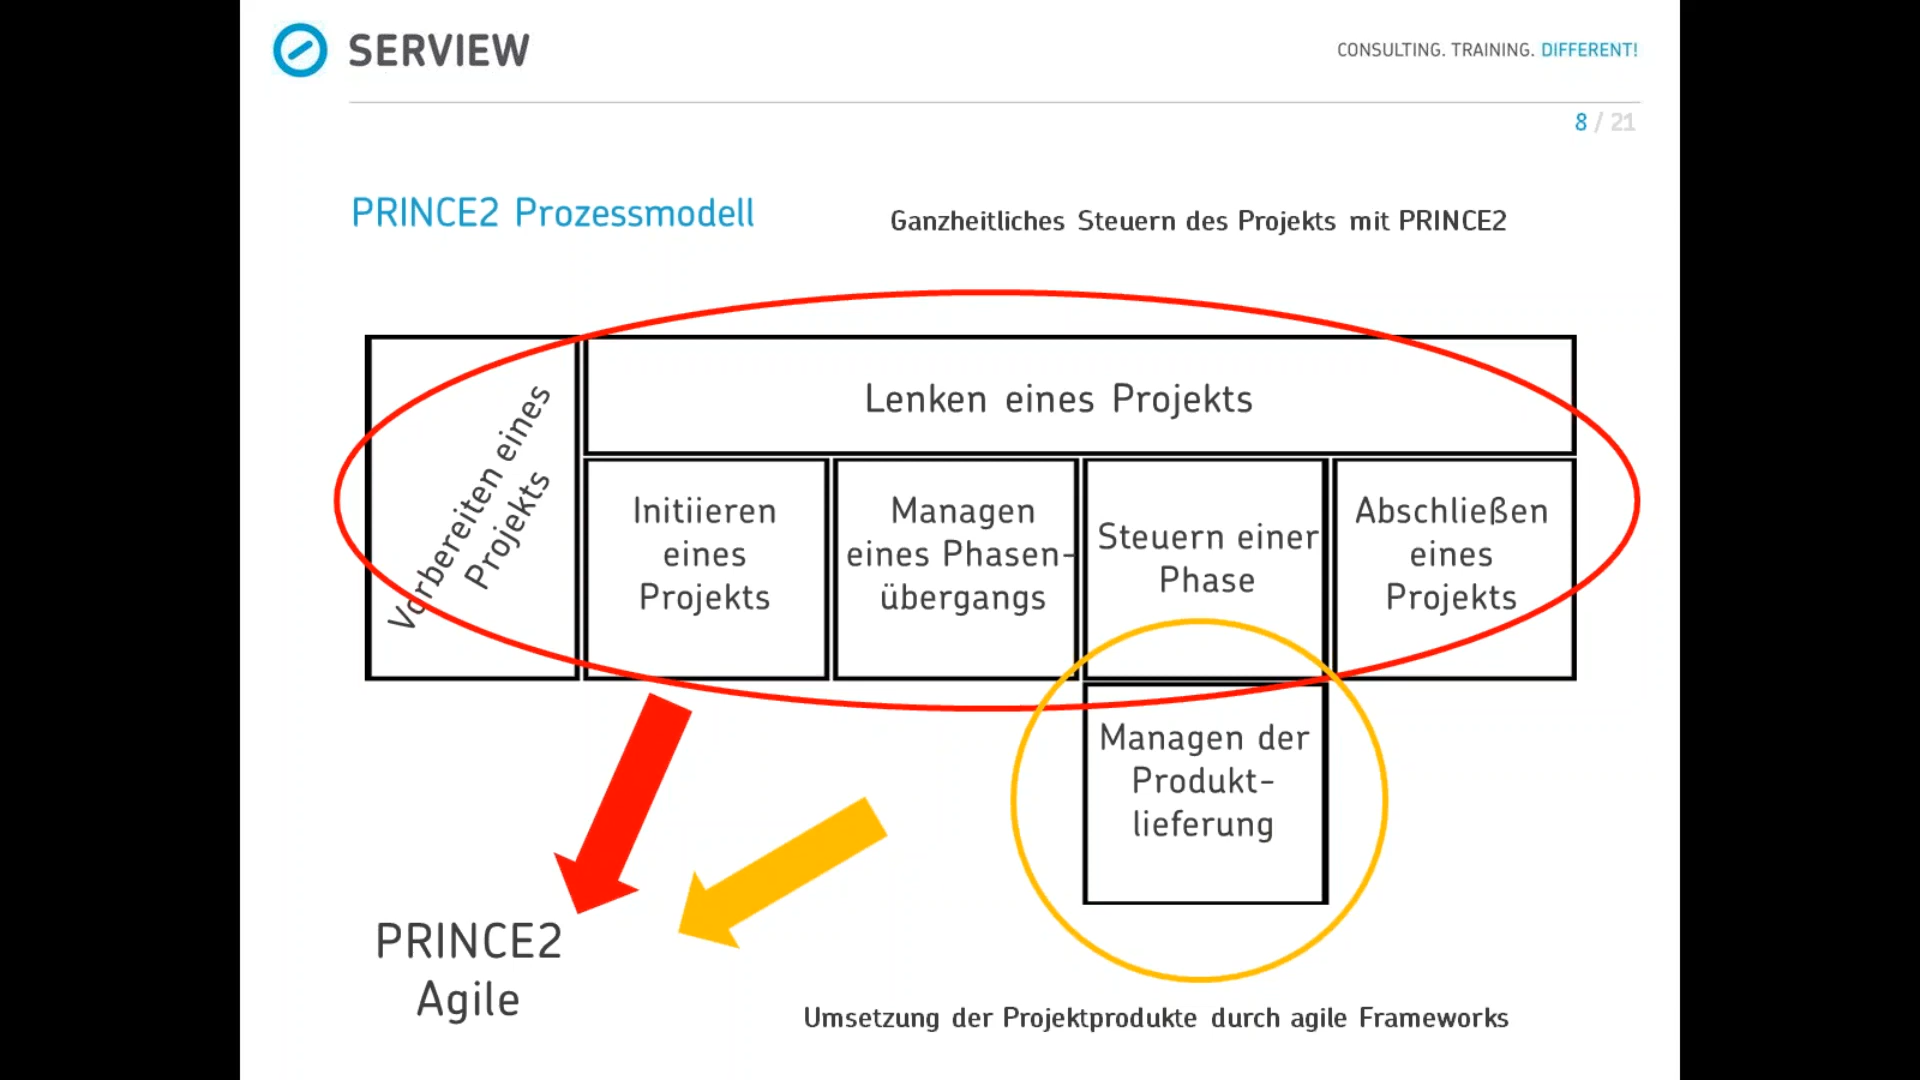 SERVIEW
CONSULTING. TRAINING. DIFFERENT!
8 / 21
PRINCE2 Prozessmodell
Ganzheitliches Steuern des Projekts mit PRINCE2
Vorbereiten eines
Projekts
Lenken eines Projekts
Initiieren
eines
Projekts
Managen
eines Phasen-
übergangs
Steuern einer
Phase
Abschließen
eines
Projekts
Managen der
Produkt-
lieferung
PRINCE2
Agile
Umsetzung der Projektprodukte durch agile Frameworks